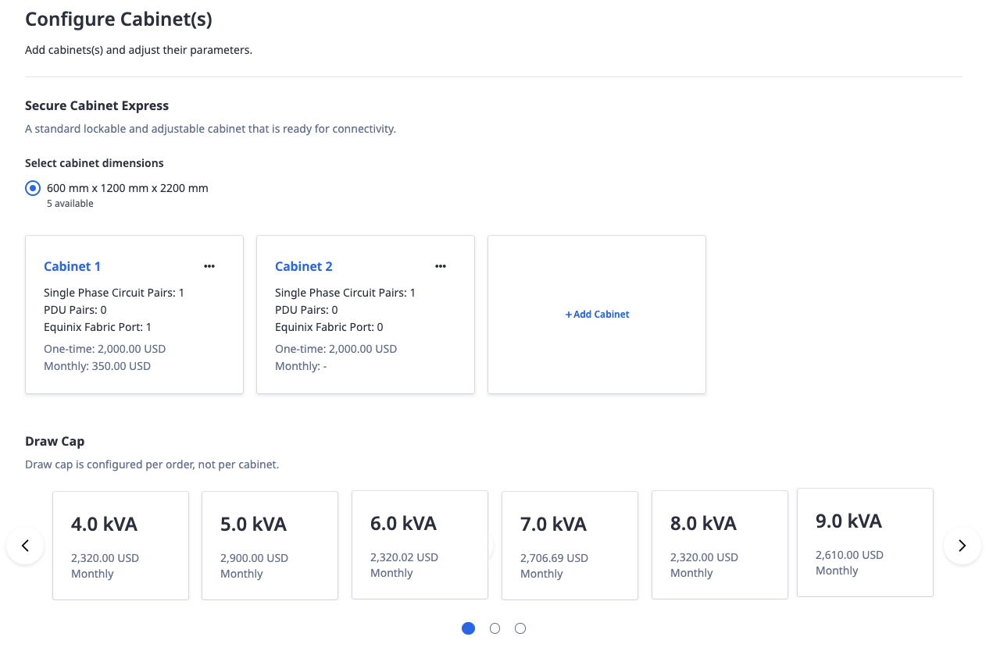 Configure Cabinet(s)
Add cabinets(s) and adjust their parameters.
Secure Cabinet Express
A standard lockable and adjustable cabinet that is ready for connectivity.
Select cabinet dimensions
600 mm x 1200 mm x 2200 mm
5 available
Cabinet 1
Single Phase Circuit Pairs: 1
PDU Pairs: 0
Equinix Fabric Port: 1
One-time: 2,000.00 USD
Monthly: 350.00 USD
Cabinet 2
Single Phase Circuit Pairs: 1
PDU Pairs: 0
Equinix Fabric Port: 0
One-time: 2,000.00 USD
Monthly: -
+ Add Cabinet
Draw Cap
Draw cap is configured per order, not per cabinet.
4.0 kVA
2,320.00 USD
Monthly
5.0 kVA
2,900.00 USD
Monthly
6.0 kVA
2,320.02 USD
Monthly
7.0 kVA
2,706.69 USD
Monthly
8.0 kVA
2,320.00 USD
Monthly
9.0 kVA
2,610.00 USD
Monthly